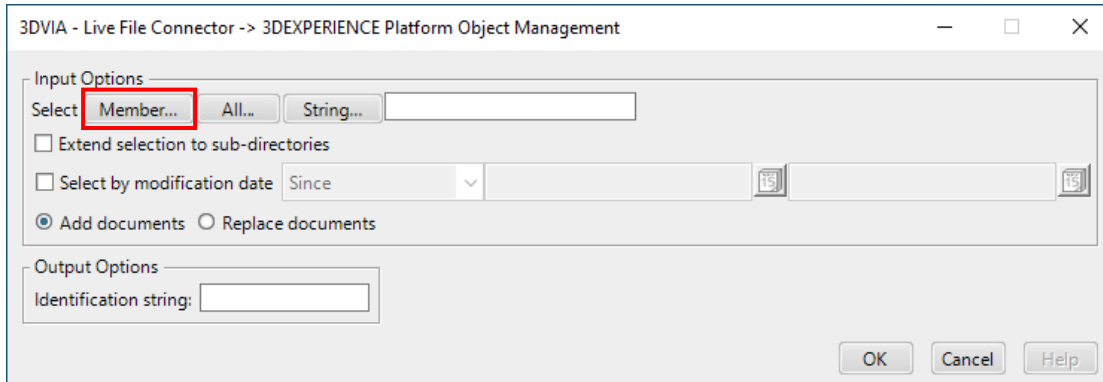 3DVIA - Live File Connector -> 3DEXPERIENCE Platform Object Management
Input Options
Select Member... All... String...
Extend selection to sub-directories
Select by modification date Since
Add documents Replace documents
Output Options
Identification string:
OK Cancel Help